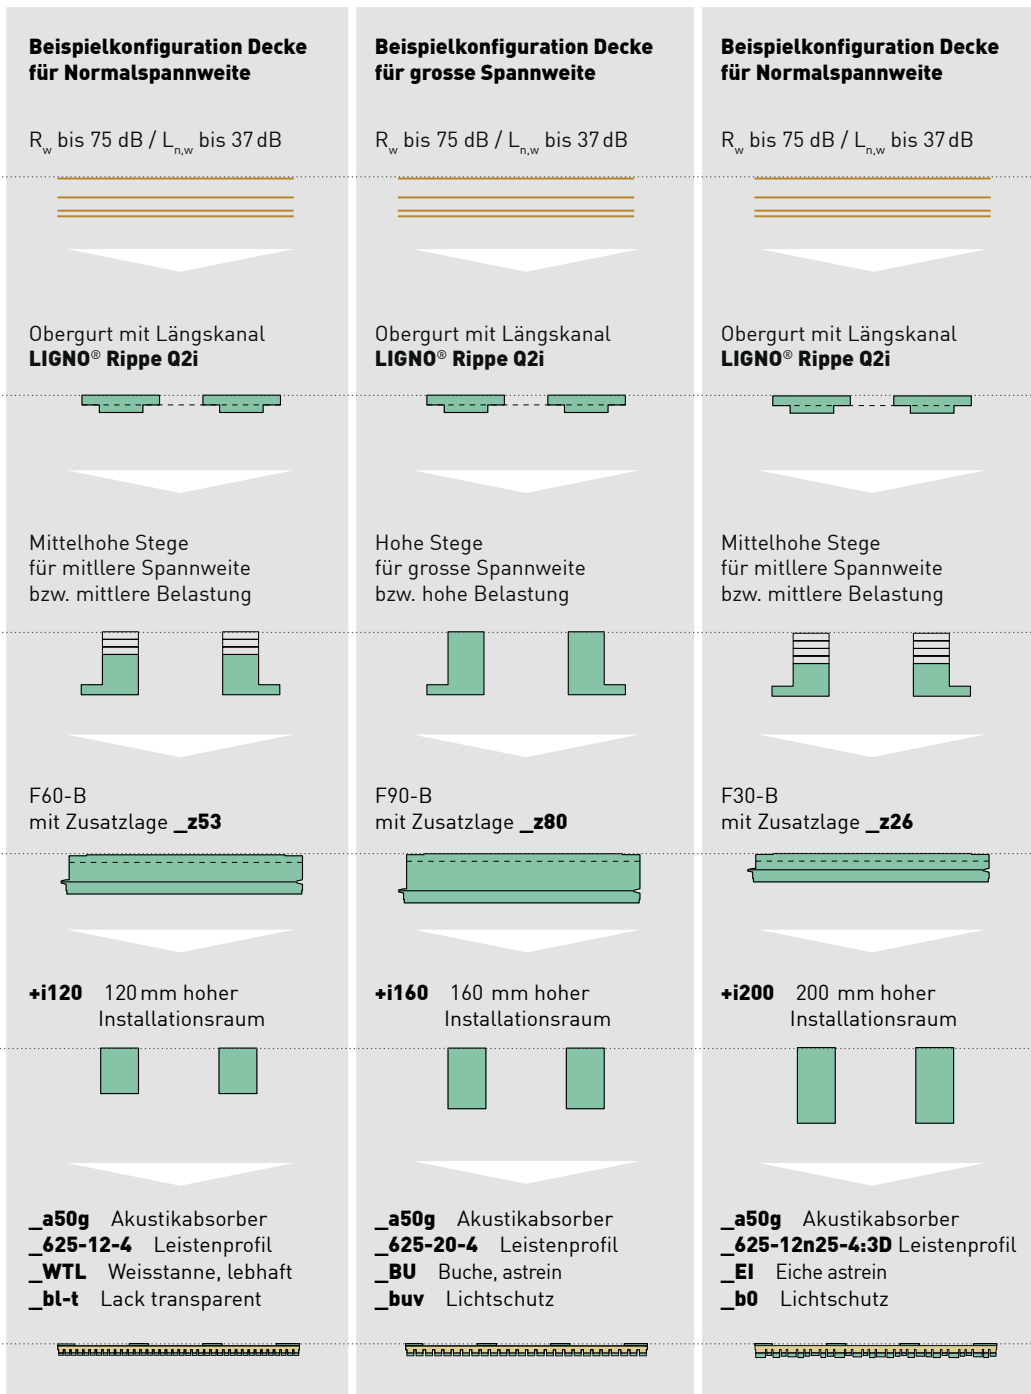 Beispielkonfiguration Decke
für Normalspannweite
R_w bis 75 dB / L_n,w bis 37 dB
Obergurt mit Längskanal
LIGNO® Rippe Q2i
Mittelhohe Stege
für mitllere Spannweite
bzw. mittlere Belastung
F60-B
mit Zusatzlage _z53
+i120 120 mm hoher
Installationsraum
_a50g Akustikabsorber
_625-12-4 Leistenprofil
_WTL Weisstanne, lebhaft
_bl-t Lack transparent
Beispielkonfiguration Decke
für grosse Spannweite
R_w bis 75 dB / L_n,w bis 37 dB
Obergurt mit Längskanal
LIGNO® Rippe Q2i
Hohe Stege
für grosse Spannweite
bzw. hohe Belastung
F90-B
mit Zusatzlage _z80
+i160 160 mm hoher
Installationsraum
_a50g Akustikabsorber
_625-20-4 Leistenprofil
_BU Buche, astrein
_buv Lichtschutz
Beispielkonfiguration Decke
für Normalspannweite
R_w bis 75 dB / L_n,w bis 37 dB
Obergurt mit Längskanal
LIGNO® Rippe Q2i
Mittelhohe Stege
für mitllere Spannweite
bzw. mittlere Belastung
F30-B
mit Zusatzlage _z26
+i200 200 mm hoher
Installationsraum
_a50g Akustikabsorber
_625-12n25-4:3D Leistenprofil
_EI Eiche astrein
_b0 Lichtschutz